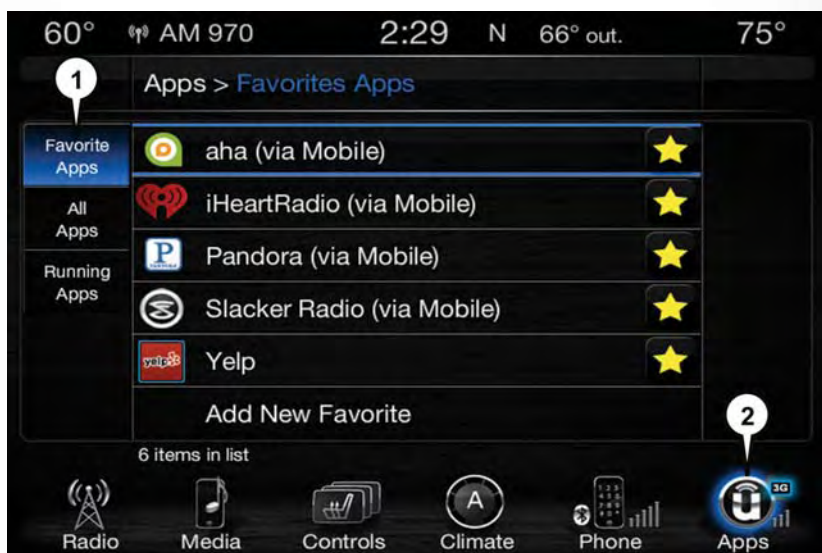 60° AM 970 2:29 N 66° out. 75°
1
Apps > Favorites Apps
Favorite
Apps
All
Apps
Running
Apps
aha (via Mobile)
iHeartRadio (via Mobile)
P Pandora (via Mobile)
S Slacker Radio (via Mobile)
yelp Yelp
Add New Favorite
2
6 items in list
A
3G
Radio Media Controls Climate Phone Apps